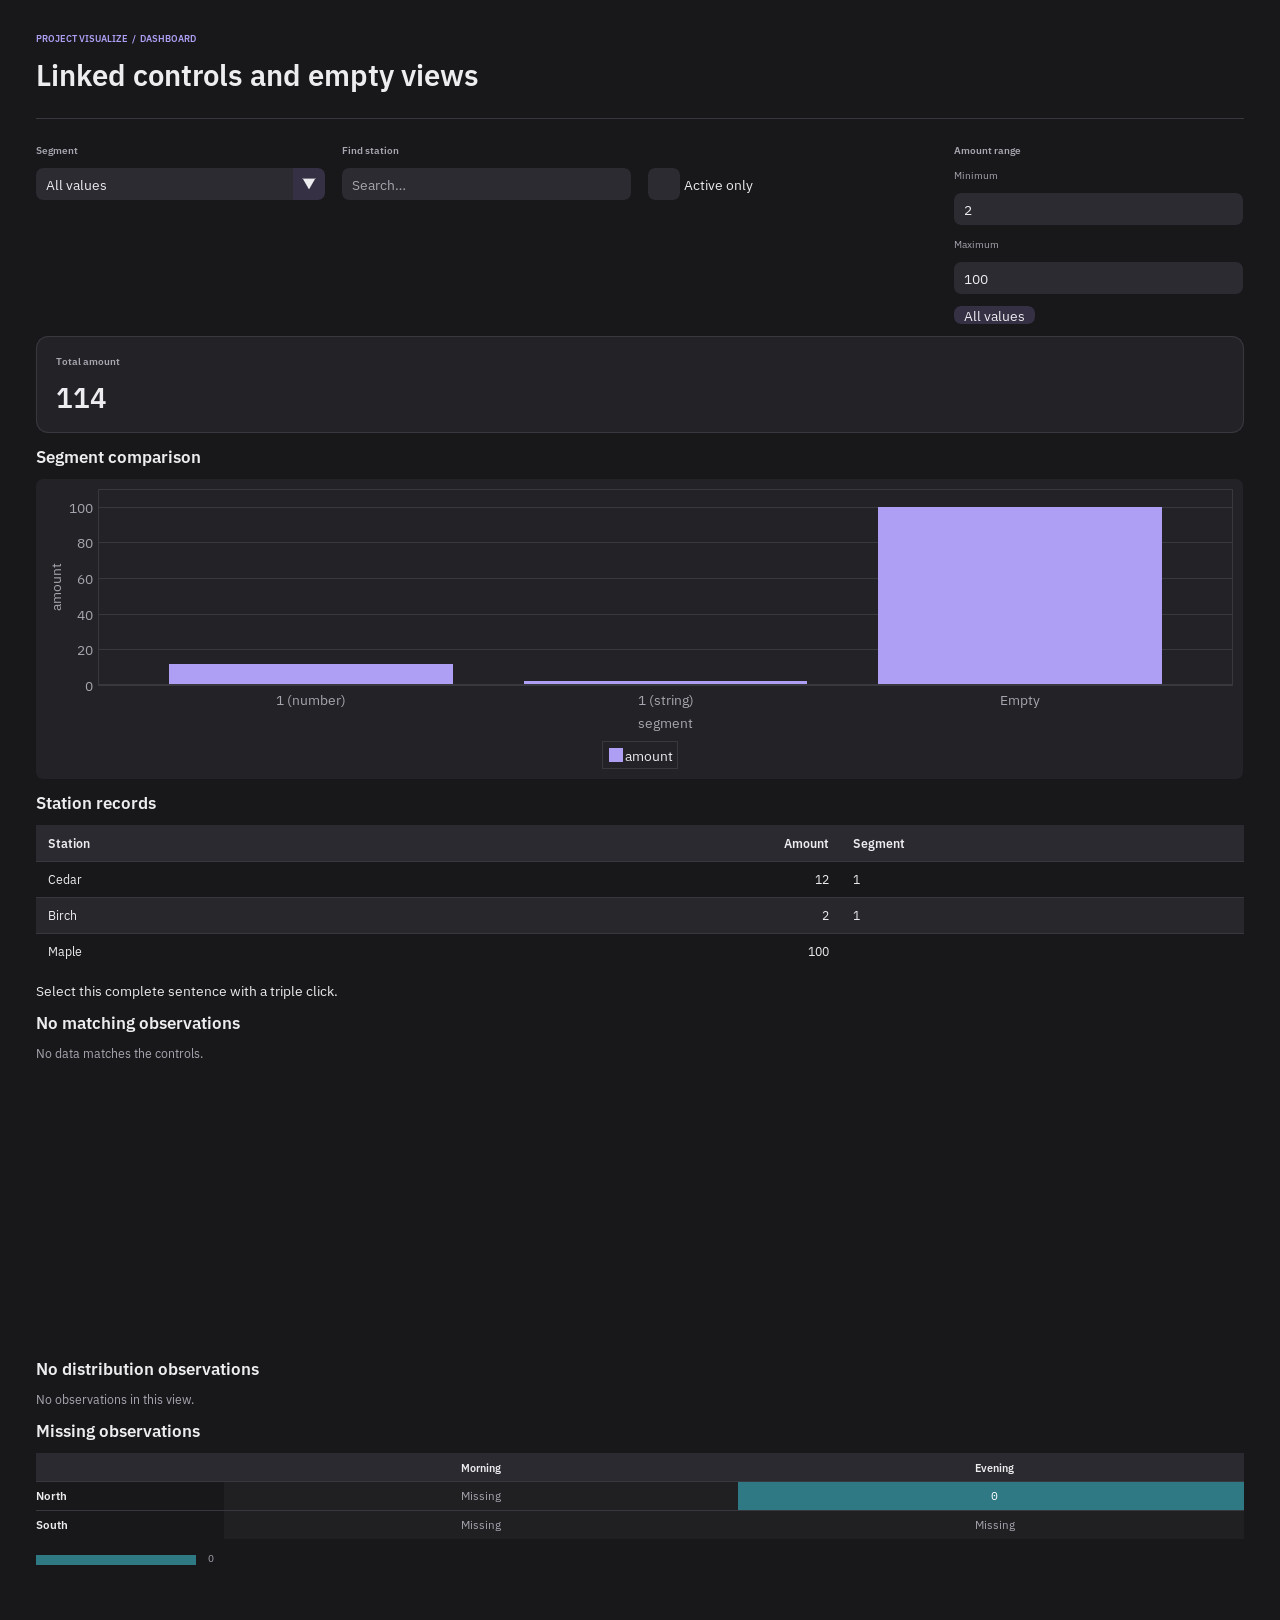 PROJECT VISUALIZE / DASHBOARD
Linked controls and empty views
Segment
Find station
Amount range
All values ▼
Search...
Active only
Minimum
2
Maximum
100
All values
Total amount
114
Segment comparison
100
80
60
40
20
0
amount
1 (number)
1 (string)
Empty
segment
amount
Station records
Station Amount Segment
Cedar 12 1
Birch 2 1
Maple 100
Select this complete sentence with a triple click.
No matching observations
No data matches the controls.
No distribution observations
No observations in this view.
Missing observations
Morning Evening
North Missing 0
South Missing Missing
0